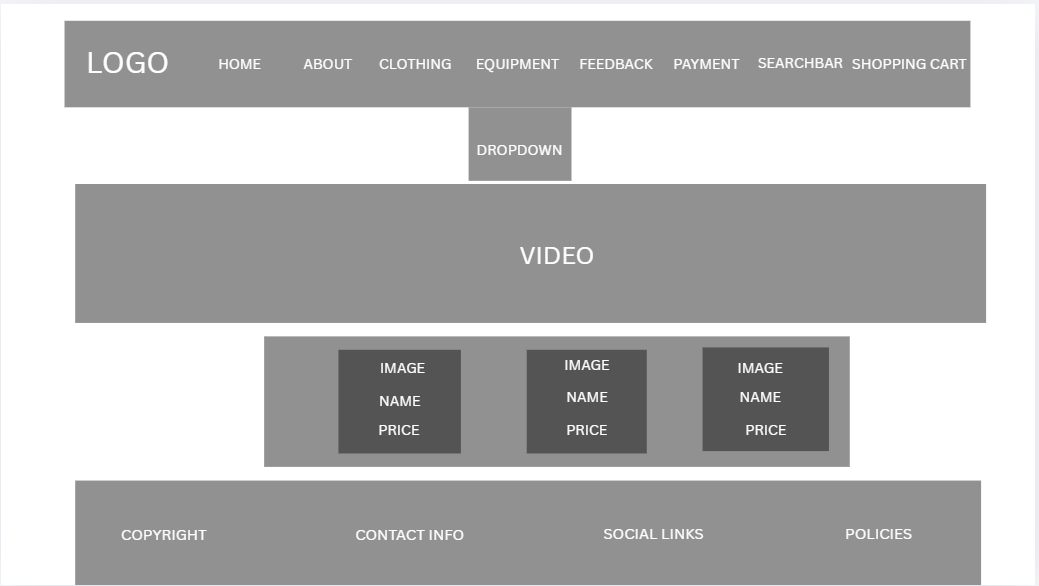 LOGO HOME ABOUT CLOTHING EQUIPMENT FEEDBACK PAYMENT SEARCHBAR SHOPPING CART
DROPDOWN
VIDEO
IMAGE IMAGE IMAGE
NAME NAME NAME
PRICE PRICE PRICE
COPYRIGHT CONTACT INFO SOCIAL LINKS POLICIES